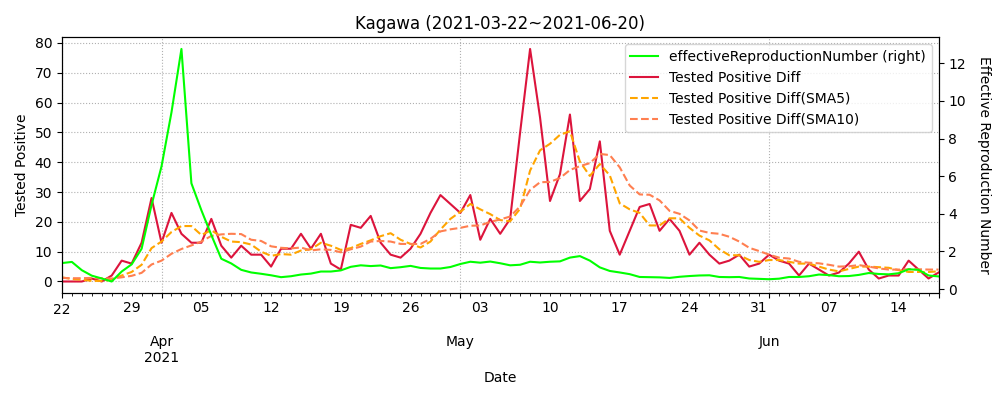 Kagawa (2021-03-22~2021-06-20)
effectiveReproductionNumber (right)
Tested Positive Diff
Tested Positive Diff(SMA5)
Tested Positive Diff(SMA10)
Tested Positive
80
70
60
50
40
30
20
10
0
Effective Reproduction Number
12
10
8
6
4
2
0
22 29 05 12 19 26 03 10 17 24 31 07 14
Apr May Jun
2021
Date